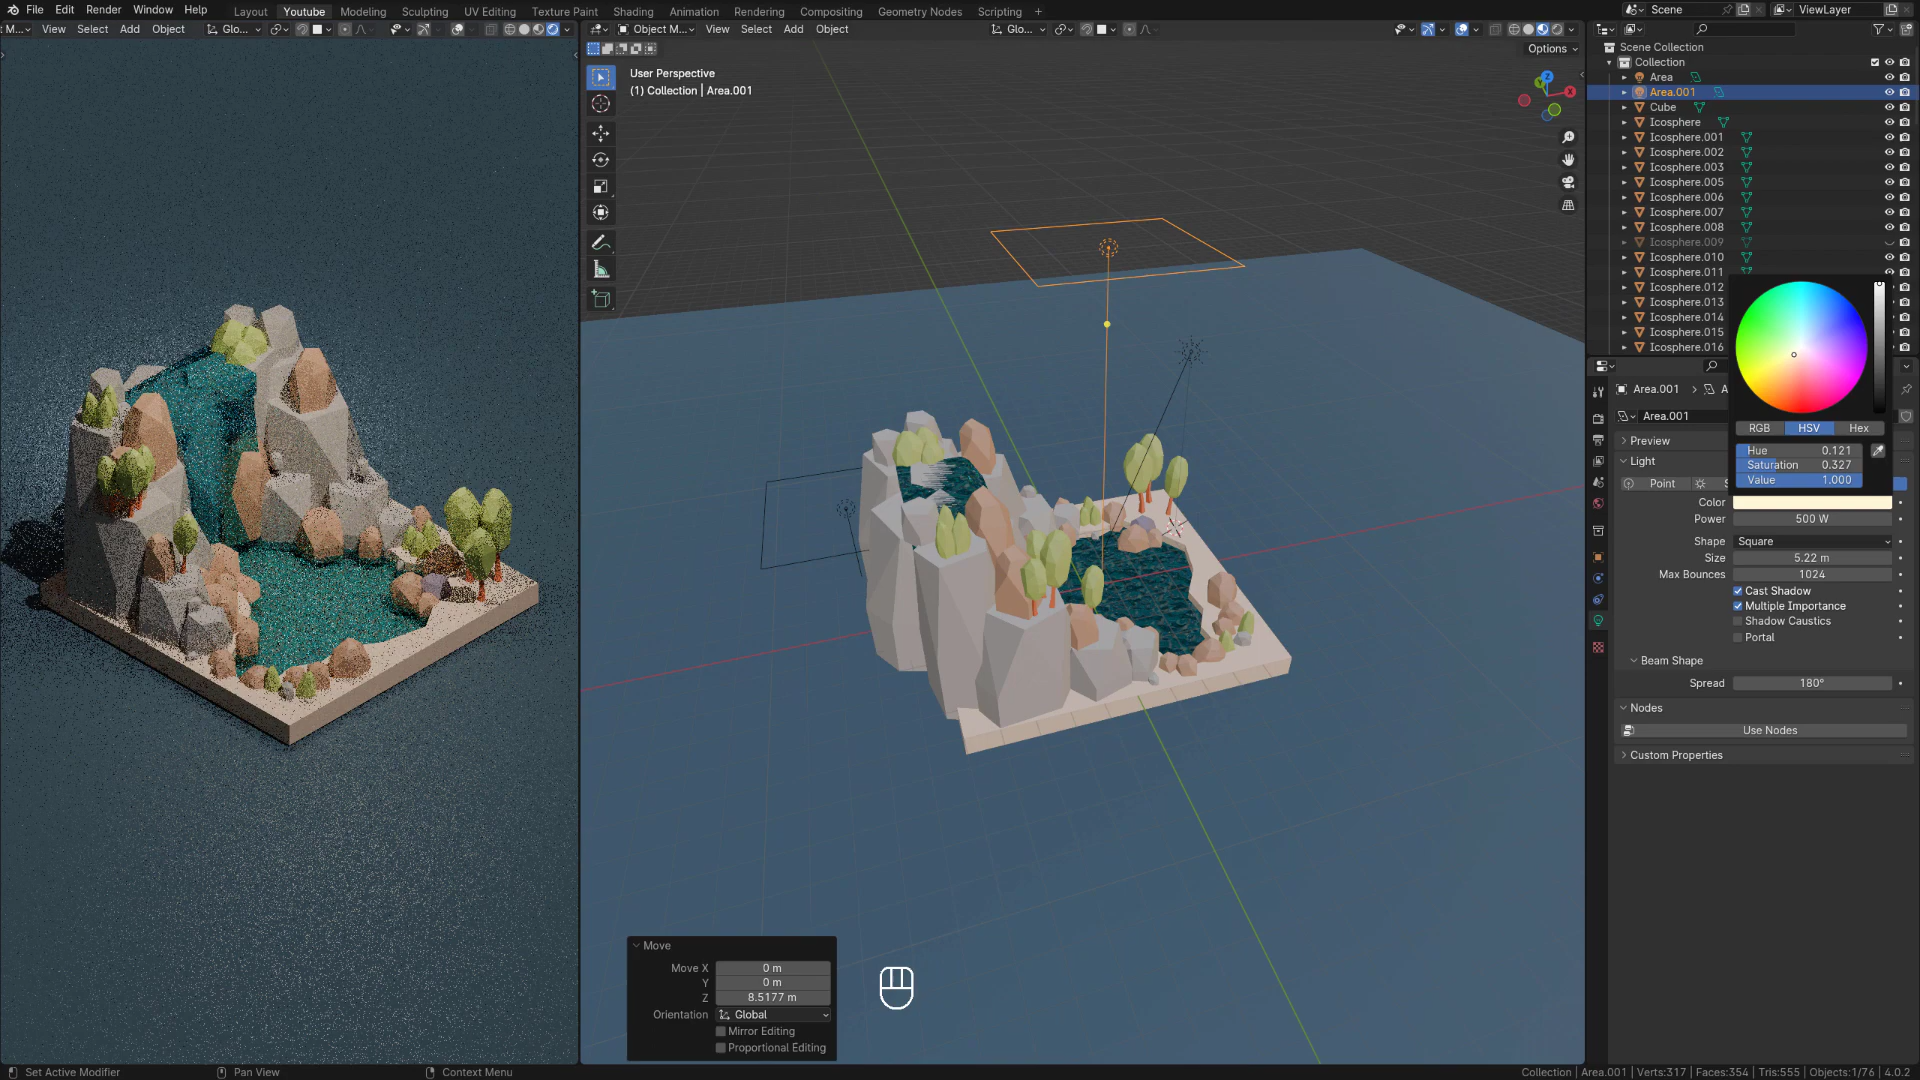 File Edit Render Window Help
Layout Youtube Modeling Sculpting UV Editing Texture Paint Shading Animation Rendering Compositing Geometry Nodes Scripting +
Scene
ViewLayer
M... View Select Add Object Glo...
Object M... View Select Add Object Glo...
Options
User Perspective
(1) Collection | Area.001
Z
X
Y
Scene Collection
Collection
Area
Area.001
Cube
Icosphere
Icosphere.001
Icosphere.002
Icosphere.003
Icosphere.005
Icosphere.006
Icosphere.007
Icosphere.008
Icosphere.009
Icosphere.010
Icosphere.011
Icosphere.012
Icosphere.013
Icosphere.014
Icosphere.015
Icosphere.016
Area.001 > A
Area.001
RGB HSV Hex
Hue 0.121
Saturation 0.327
Value 1.000
Preview
Light
Point S
Color
Power 500 W
Shape Square
Size 5.22 m
Max Bounces 1024
Cast Shadow
Multiple Importance
Shadow Caustics
Portal
Beam Shape
Spread 180°
Nodes
Use Nodes
Custom Properties
Move
Move X 0 m
Y 0 m
Z 8.5177 m
Orientation Global
Mirror Editing
Proportional Editing
Set Active Modifier Pan View Context Menu
Collection | Area.001 | Verts:317 | Faces:354 | Tris:555 | Objects:1/76 | 4.0.2